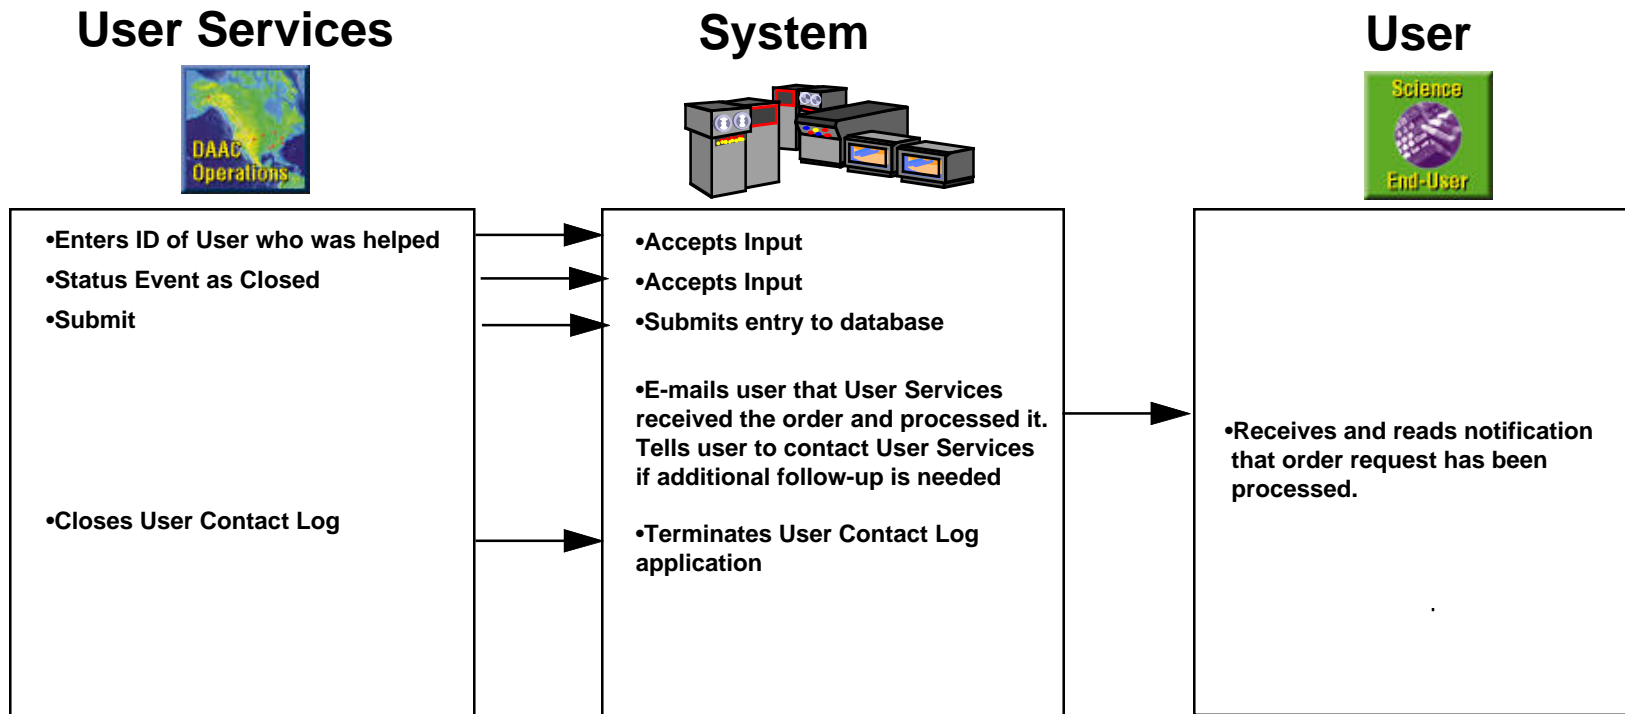 User Services
System
User
DAAC
Operations
Science
End-User
•Enters ID of User who was helped
•Status Event as Closed
•Submit
•Closes User Contact Log
•Accepts Input
•Accepts Input
•Submits entry to database
•E-mails user that User Services
received the order and processed it.
Tells user to contact User Services
if additional follow-up is needed
•Terminates User Contact Log
application
•Receives and reads notification
that order request has been
processed.
.